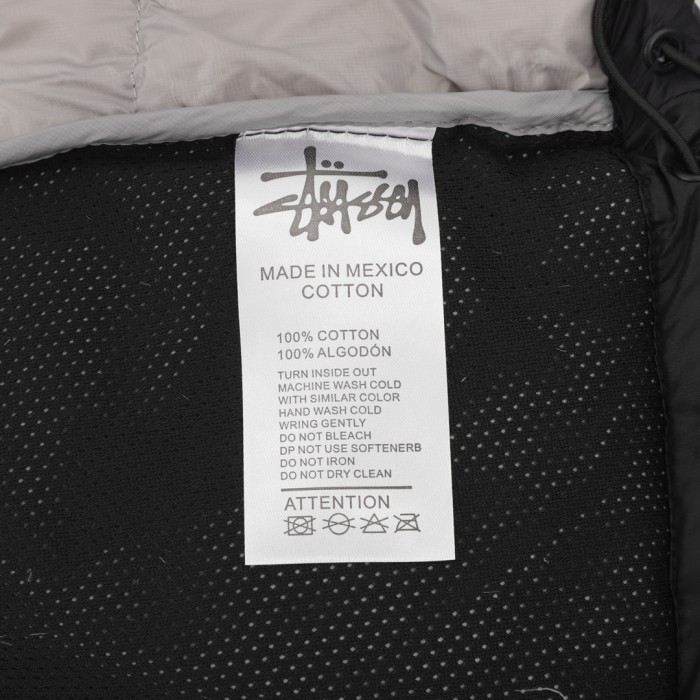 Stüssy
MADE IN MEXICO
COTTON
100% COTTON
100% ALGODÓN
TURN INSIDE OUT
MACHINE WASH COLD
WITH SIMILAR COLOR
HAND WASH COLD
WRING GENTLY
DO NOT BLEACH
DP NOT USE SOFTENERB
DO NOT IRON
DO NOT DRY CLEAN
ATTENTION